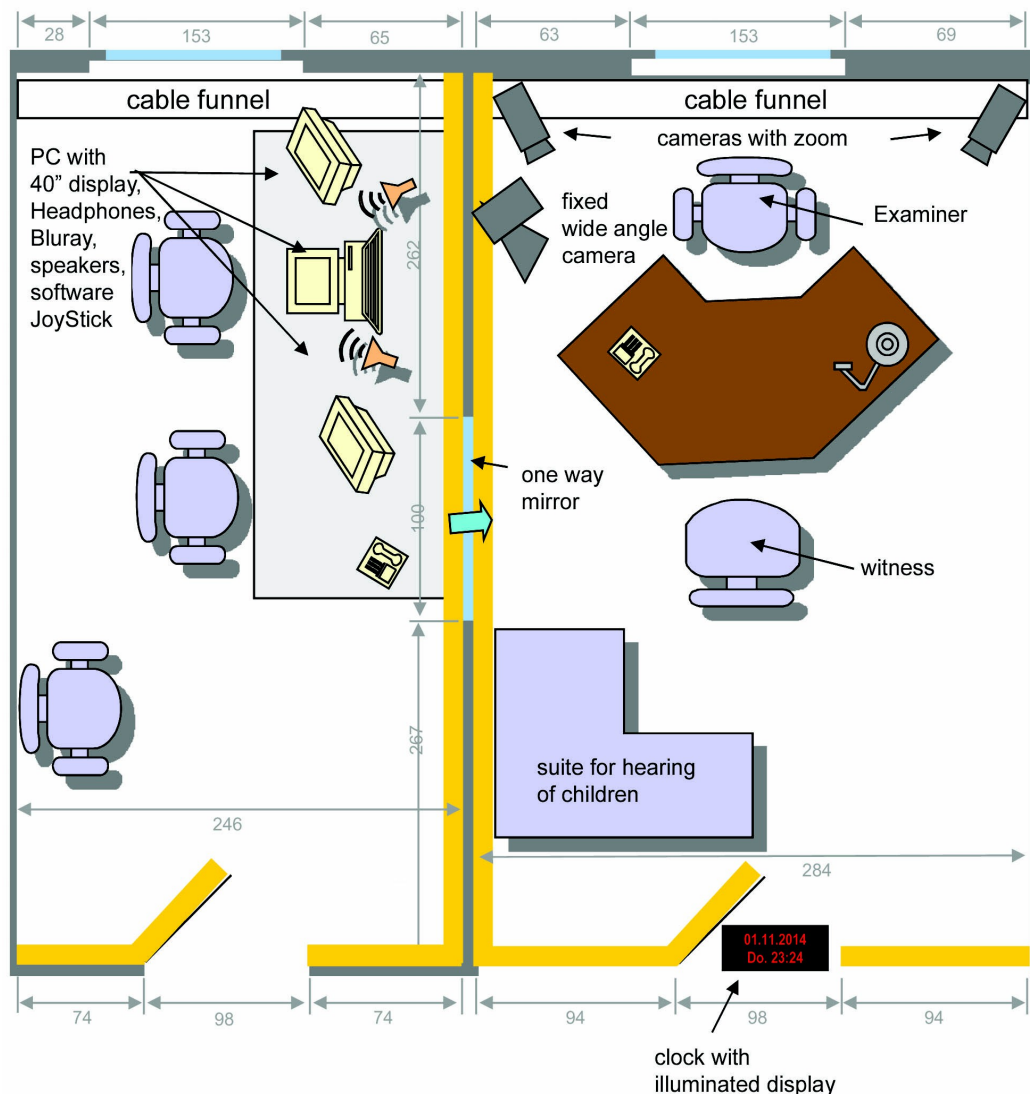 28
153
65
63
153
69
cable funnel
cable funnel
PC with
40” display,
Headphones,
Bluray,
speakers,
software
JoyStick
cameras with zoom
fixed
wide angle
camera
Examiner
262
one way
mirror
100
witness
267
suite for hearing
of children
246
284
01.11.2014
Do. 23:24
74
98
74
94
98
94
clock with
illuminated display